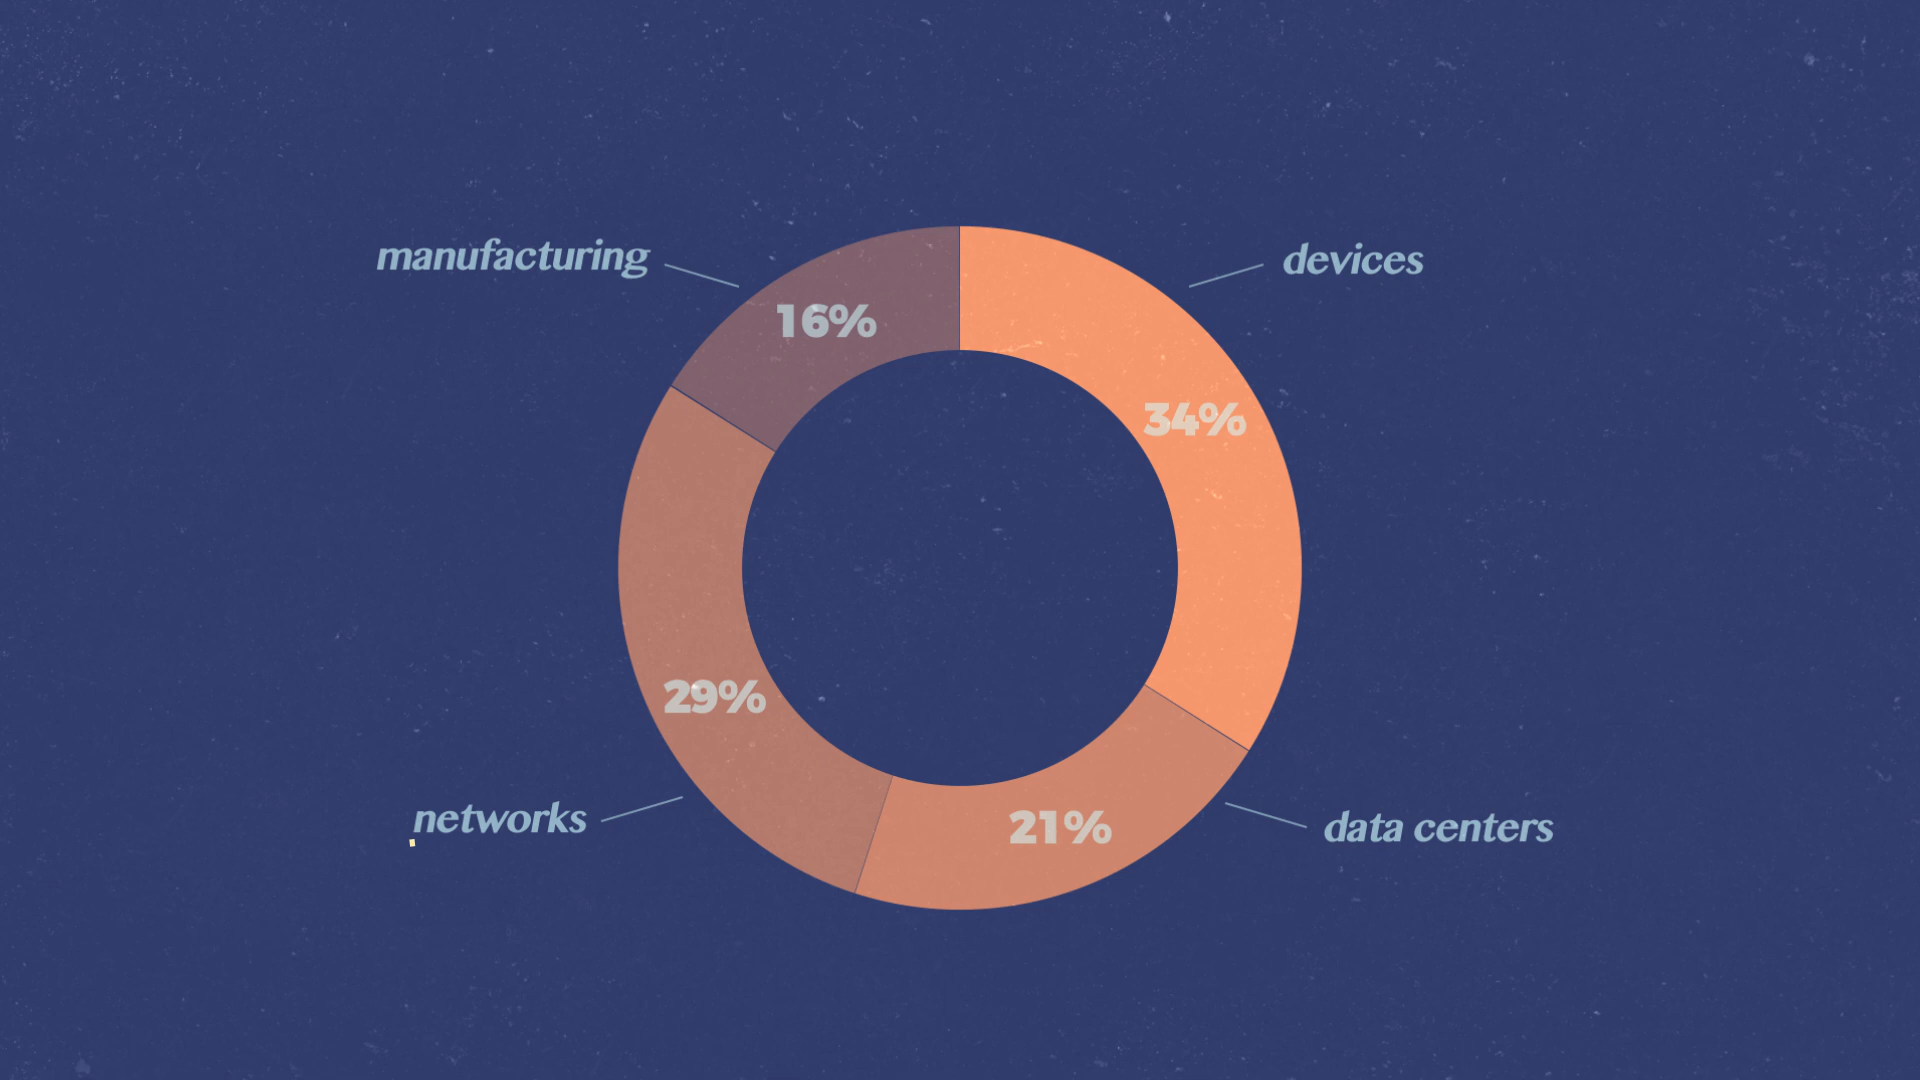 manufacturing
devices
16%
34%
29%
networks
21%
data centers